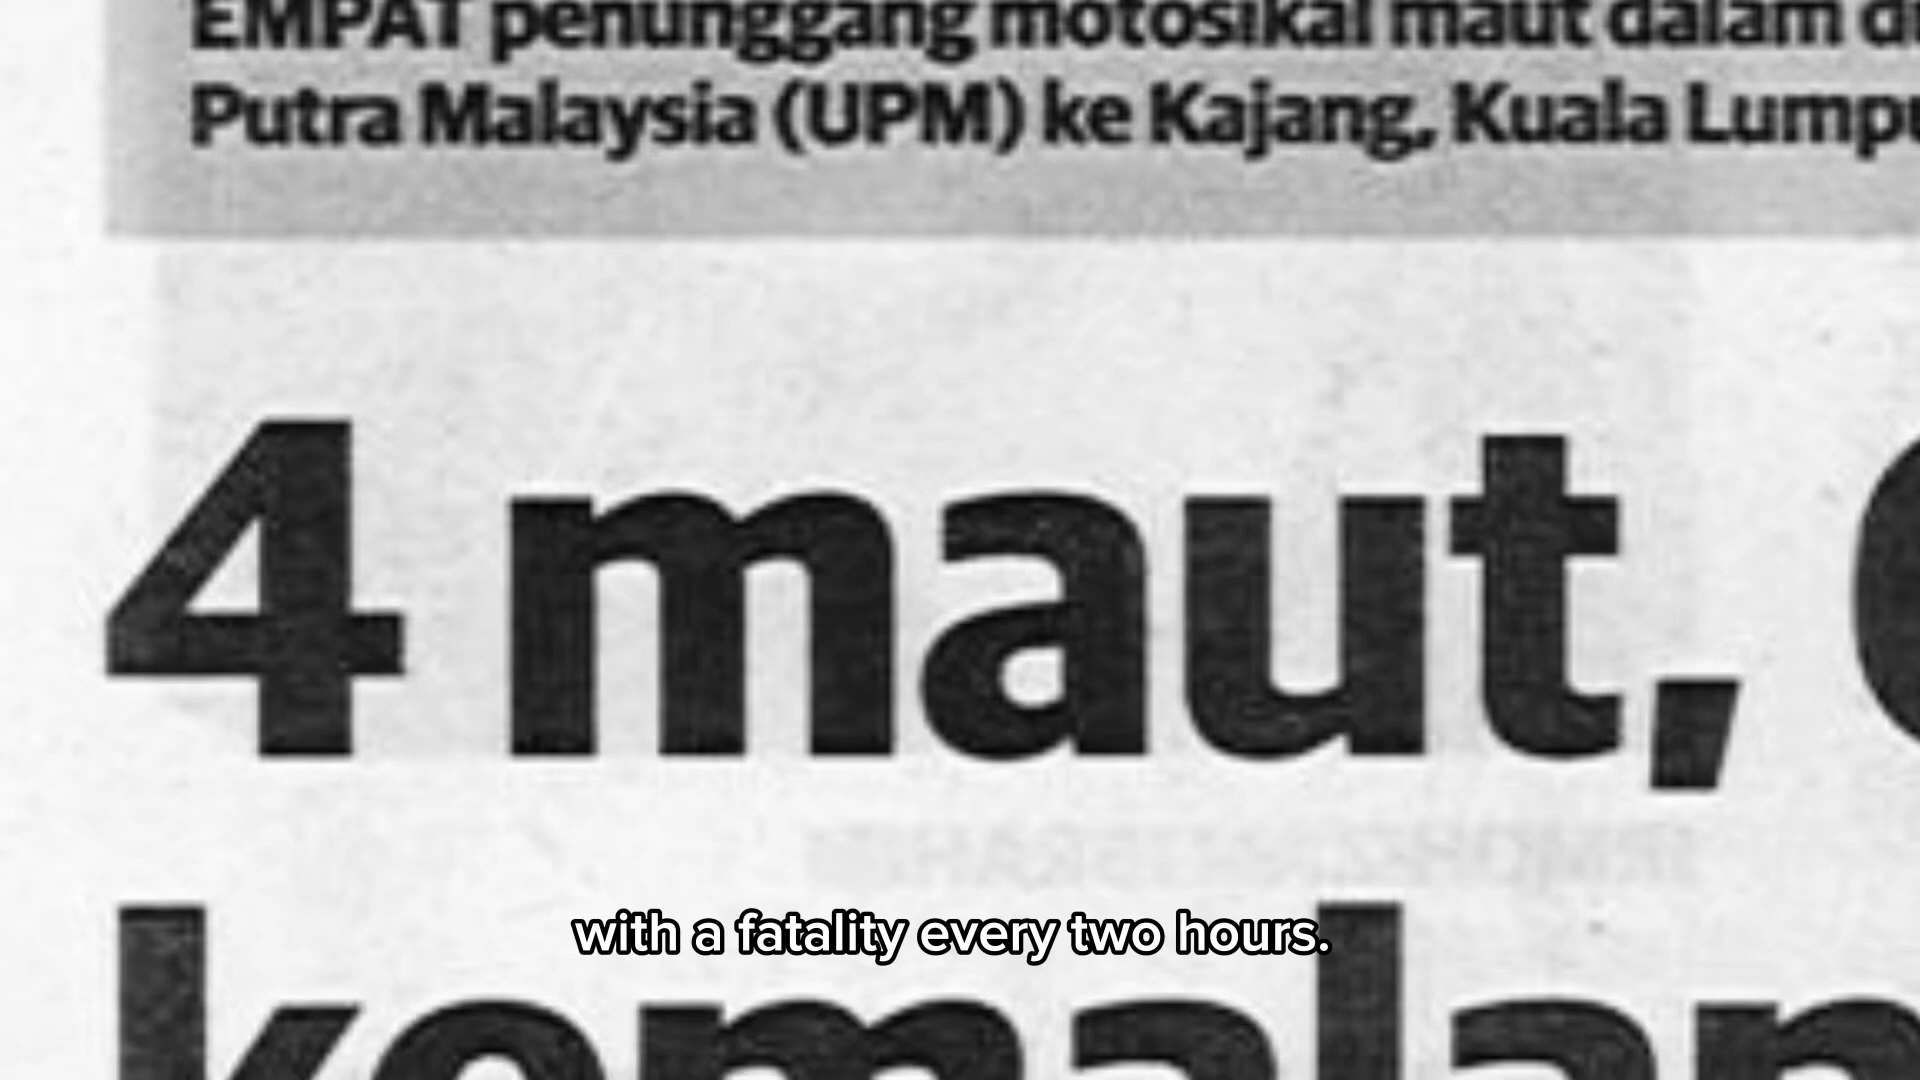 EMPAT penunggang motosikal maut dalam
Putra Malaysia (UPM) ke Kajang, Kuala
4 maut,
with a fatality every two hours.